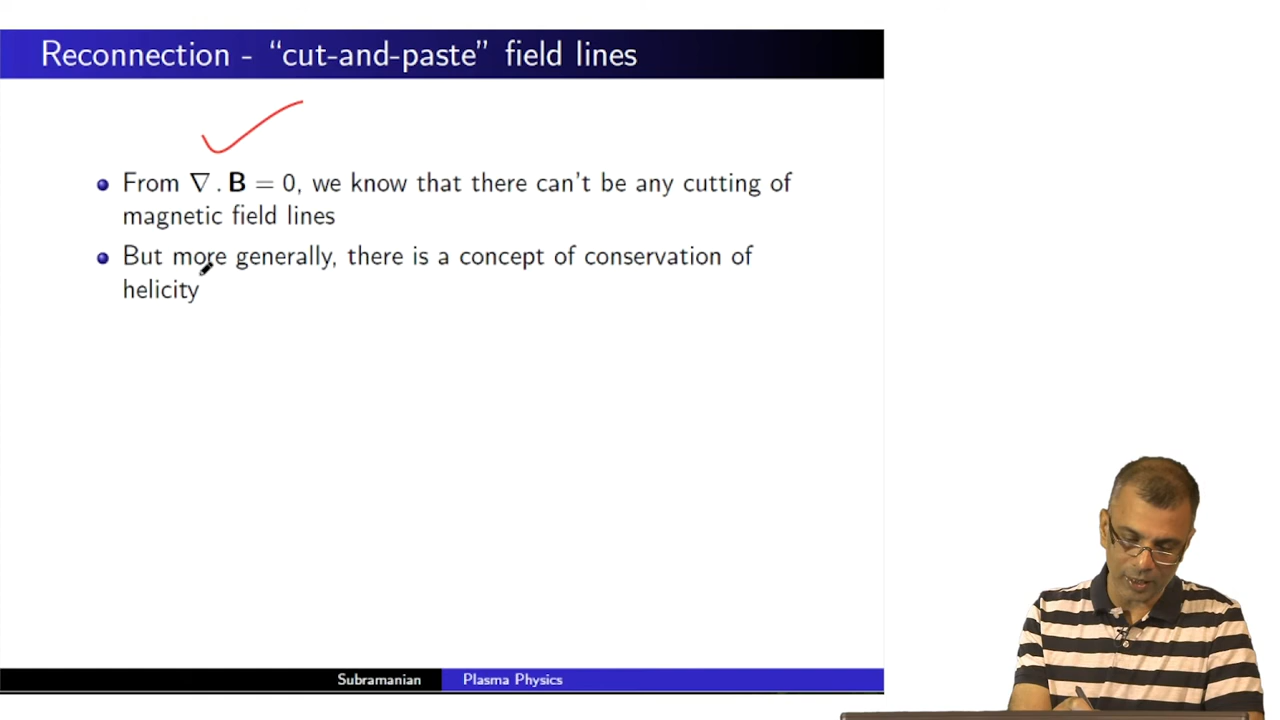 Reconnection - “cut-and-paste” field lines
From ∇ . B = 0, we know that there can't be any cutting of
magnetic field lines
But more generally, there is a concept of conservation of
helicity
Subramanian
Plasma Physics